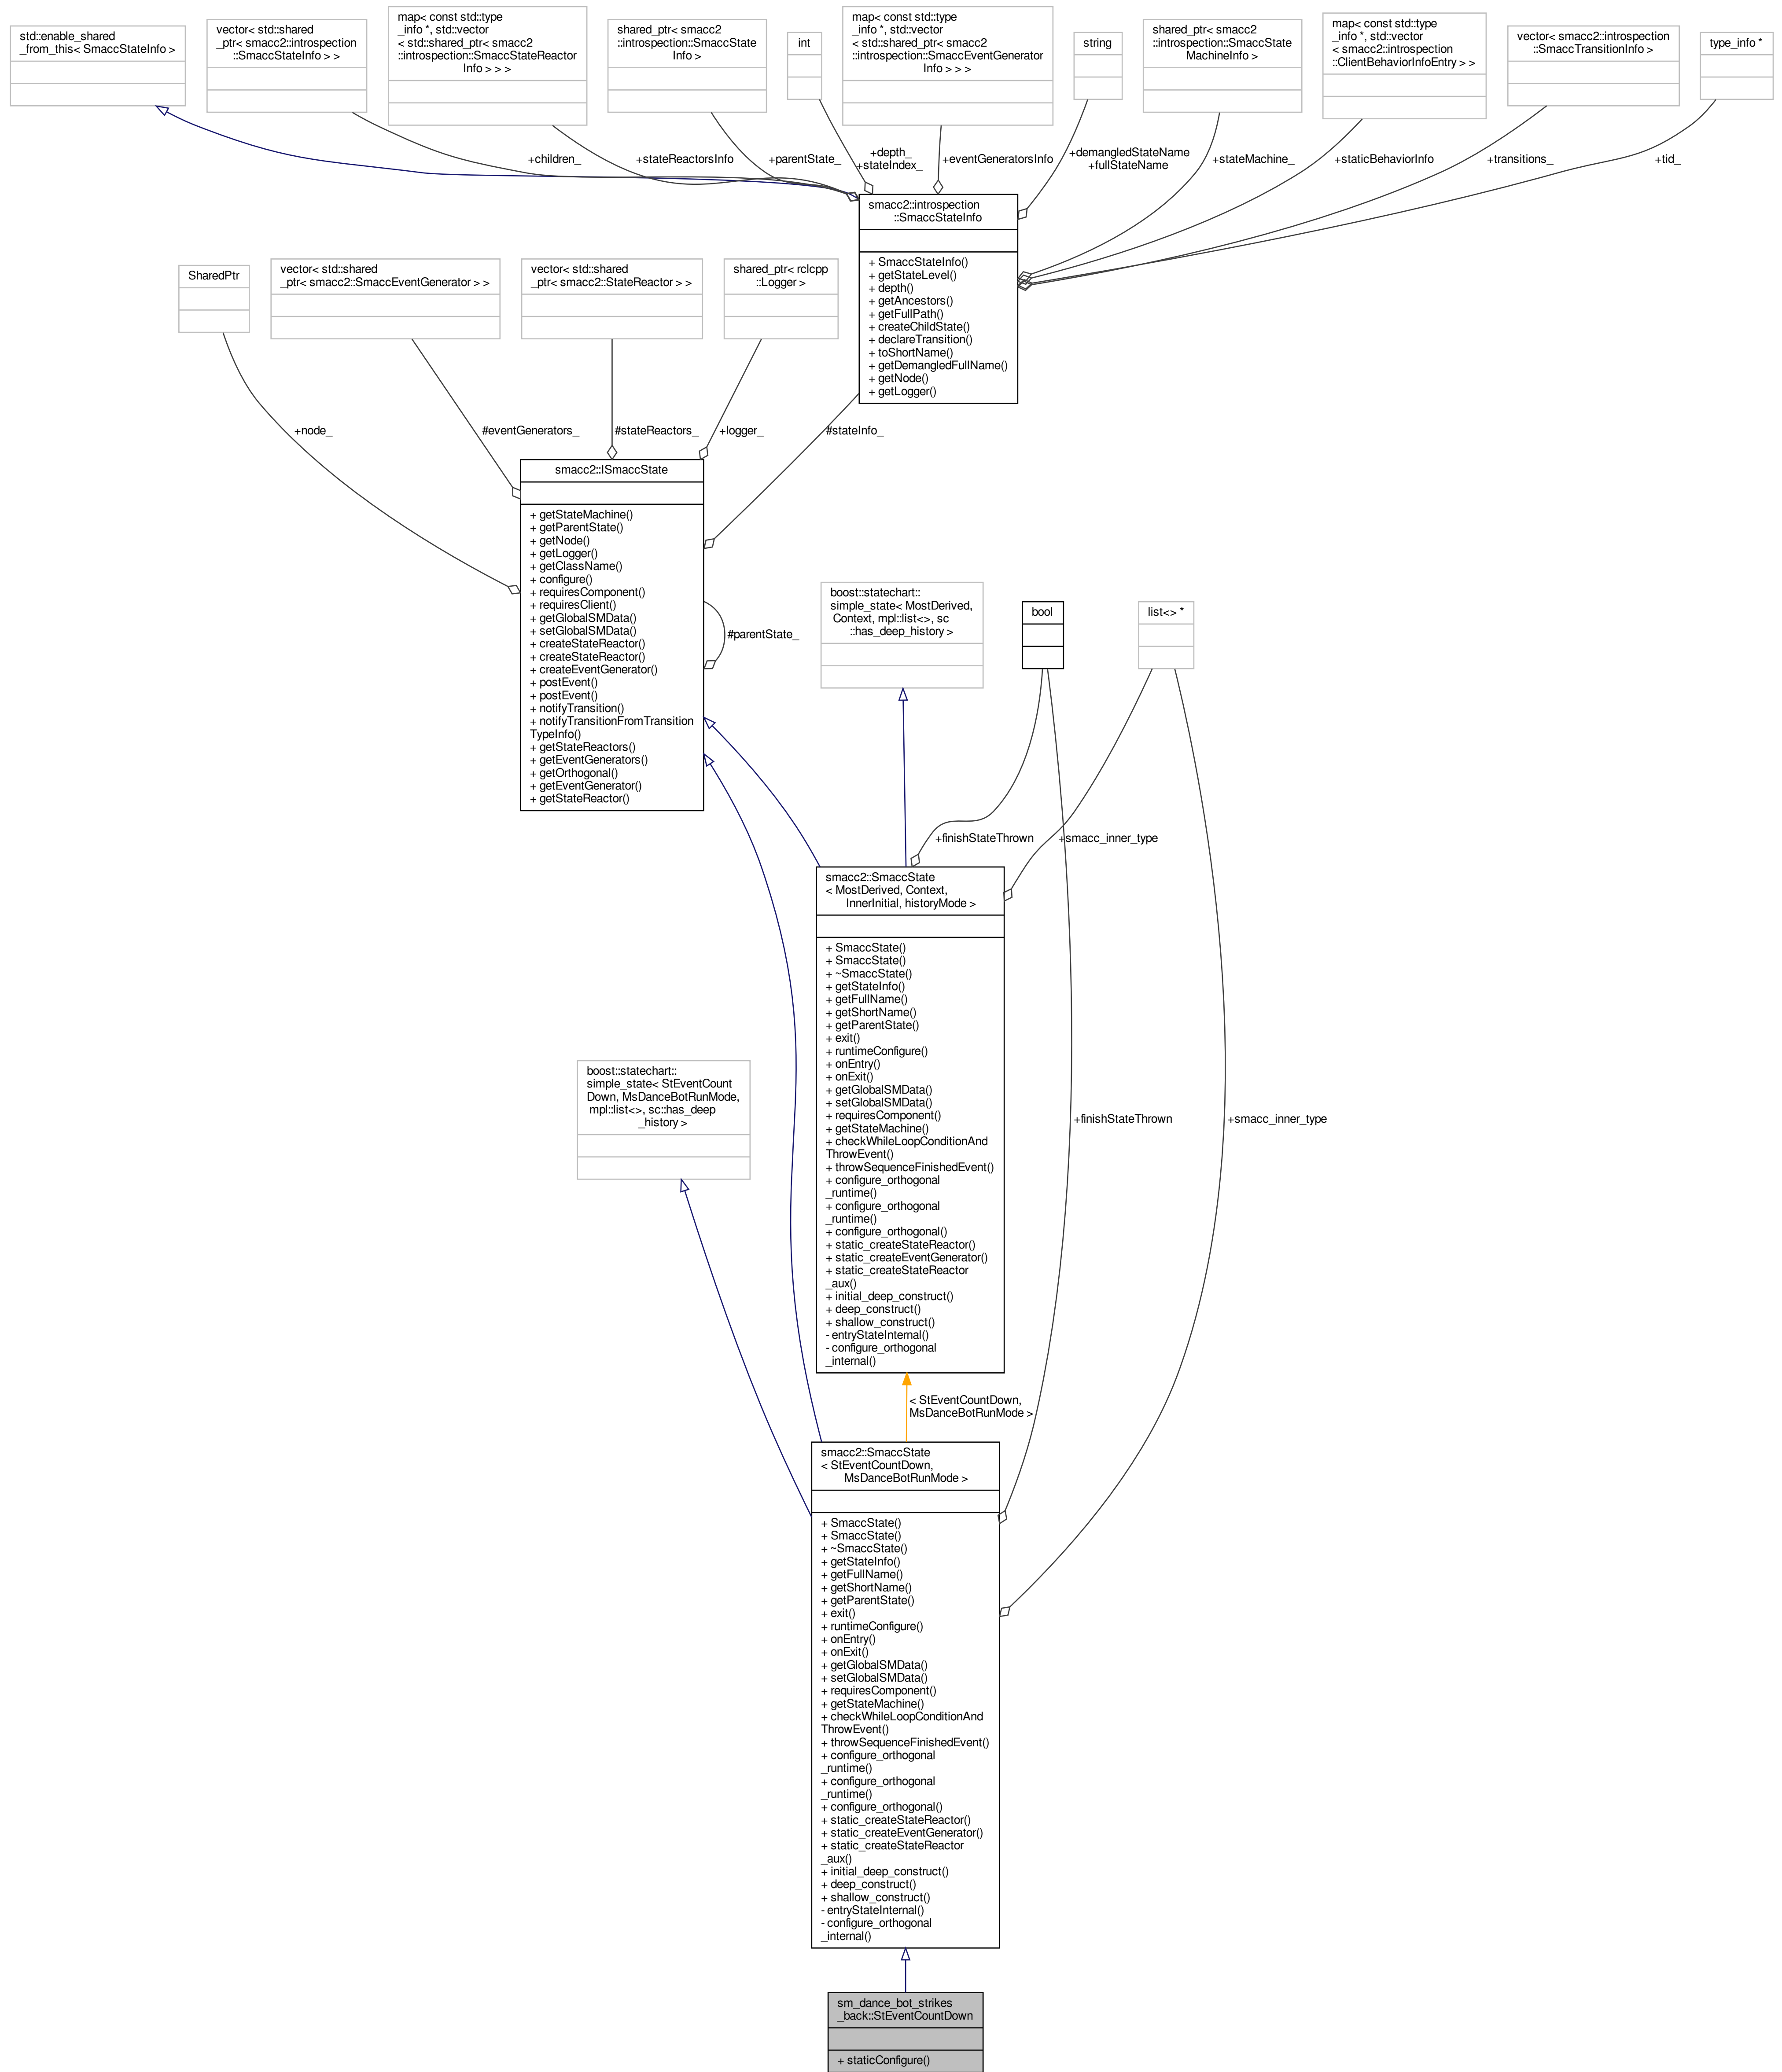 std::enable_shared
_from_this< SmaccStateInfo >
vector< std::shared
_ptr< smacc2::introspection
::SmaccStateInfo > >
map< const std::type
_info *, std::vector
< std::shared_ptr< smacc2
::introspection::SmaccStateReactor
Info > > >
shared_ptr< smacc2
::introspection::SmaccState
Info >
int
map< const std::type
_info *, std::vector
< std::shared_ptr< smacc2
::introspection::SmaccEventGenerator
Info > > >
string
shared_ptr< smacc2
::introspection::SmaccState
MachineInfo >
map< const std::type
_info *, std::vector
< smacc2::introspection
::ClientBehaviorInfoEntry > >
vector< smacc2::introspection
::SmaccTransitionInfo >
type_info *
+children_
+stateReactorsInfo
+parentState_
+depth_
+stateIndex_
+eventGeneratorsInfo
+demangledStateName
+fullStateName
+stateMachine_
+staticBehaviorInfo
+transitions_
+tid_
smacc2::introspection
::SmaccStateInfo
+ SmaccStateInfo()
+ getStateLevel()
+ depth()
+ getAncestors()
+ getFullPath()
+ createChildState()
+ declareTransition()
+ toShortName()
+ getDemangledFullName()
+ getNode()
+ getLogger()
SharedPtr
vector< std::shared
_ptr< smacc2::SmaccEventGenerator > >
vector< std::shared
_ptr< smacc2::StateReactor > >
shared_ptr< rclcpp
::Logger >
+node_
#eventGenerators_
#stateReactors_
+logger_
#stateInfo_
smacc2::ISmaccState
+ getStateMachine()
+ getParentState()
+ getNode()
+ getLogger()
+ getClassName()
+ configure()
+ requiresComponent()
+ requiresClient()
+ getGlobalSMData()
+ setGlobalSMData()
+ createStateReactor()
+ createStateReactor()
+ createEventGenerator()
+ postEvent()
+ postEvent()
+ notifyTransition()
+ notifyTransitionFromTransition
TypeInfo()
+ getStateReactors()
+ getEventGenerators()
+ getOrthogonal()
+ getEventGenerator()
+ getStateReactor()
#parentState_
boost::statechart::
simple_state< MostDerived,
Context, mpl::list<>, sc
::has_deep_history >
bool
list<> *
+finishStateThrown
+smacc_inner_type
smacc2::SmaccState
< MostDerived, Context,
InnerInitial, historyMode >
+ SmaccState()
+ SmaccState()
+ ~SmaccState()
+ getStateInfo()
+ getFullName()
+ getShortName()
+ getParentState()
+ exit()
+ runtimeConfigure()
+ onEntry()
+ onExit()
+ getGlobalSMData()
+ setGlobalSMData()
+ requiresComponent()
+ getStateMachine()
+ checkWhileLoopConditionAnd
ThrowEvent()
+ throwSequenceFinishedEvent()
+ configure_orthogonal
_runtime()
+ configure_orthogonal
_runtime()
+ configure_orthogonal()
+ static_createStateReactor()
+ static_createEventGenerator()
+ static_createStateReactor
_aux()
+ initial_deep_construct()
+ deep_construct()
+ shallow_construct()
- entryStateInternal()
- configure_orthogonal
_internal()
boost::statechart::
simple_state< StEventCount
Down, MsDanceBotRunMode,
mpl::list<>, sc::has_deep
_history >
+finishStateThrown
+smacc_inner_type
< StEventCountDown,
MsDanceBotRunMode >
smacc2::SmaccState
< StEventCountDown,
MsDanceBotRunMode >
+ SmaccState()
+ SmaccState()
+ ~SmaccState()
+ getStateInfo()
+ getFullName()
+ getShortName()
+ getParentState()
+ exit()
+ runtimeConfigure()
+ onEntry()
+ onExit()
+ getGlobalSMData()
+ setGlobalSMData()
+ requiresComponent()
+ getStateMachine()
+ checkWhileLoopConditionAnd
ThrowEvent()
+ throwSequenceFinishedEvent()
+ configure_orthogonal
_runtime()
+ configure_orthogonal
_runtime()
+ configure_orthogonal()
+ static_createStateReactor()
+ static_createEventGenerator()
+ static_createStateReactor
_aux()
+ initial_deep_construct()
+ deep_construct()
+ shallow_construct()
- entryStateInternal()
- configure_orthogonal
_internal()
sm_dance_bot_strikes
_back::StEventCountDown
+ staticConfigure()